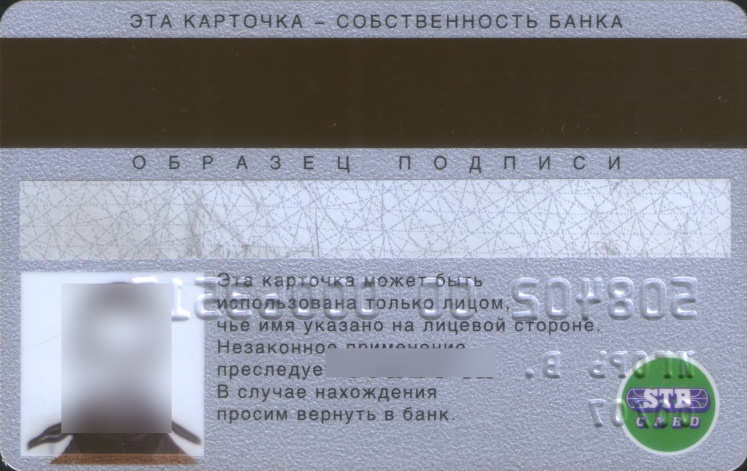 ЭТА КАРТОЧКА – СОБСТВЕННОСТЬ БАНКА
ОБРАЗЕЦ ПОДПИСИ
Эта карточка может быть
использована только лицом,
чье имя указано на лицевой стороне.
Незаконное применение
преследуе
В случае нахождения
просим вернуть в банк.
STB
CARD